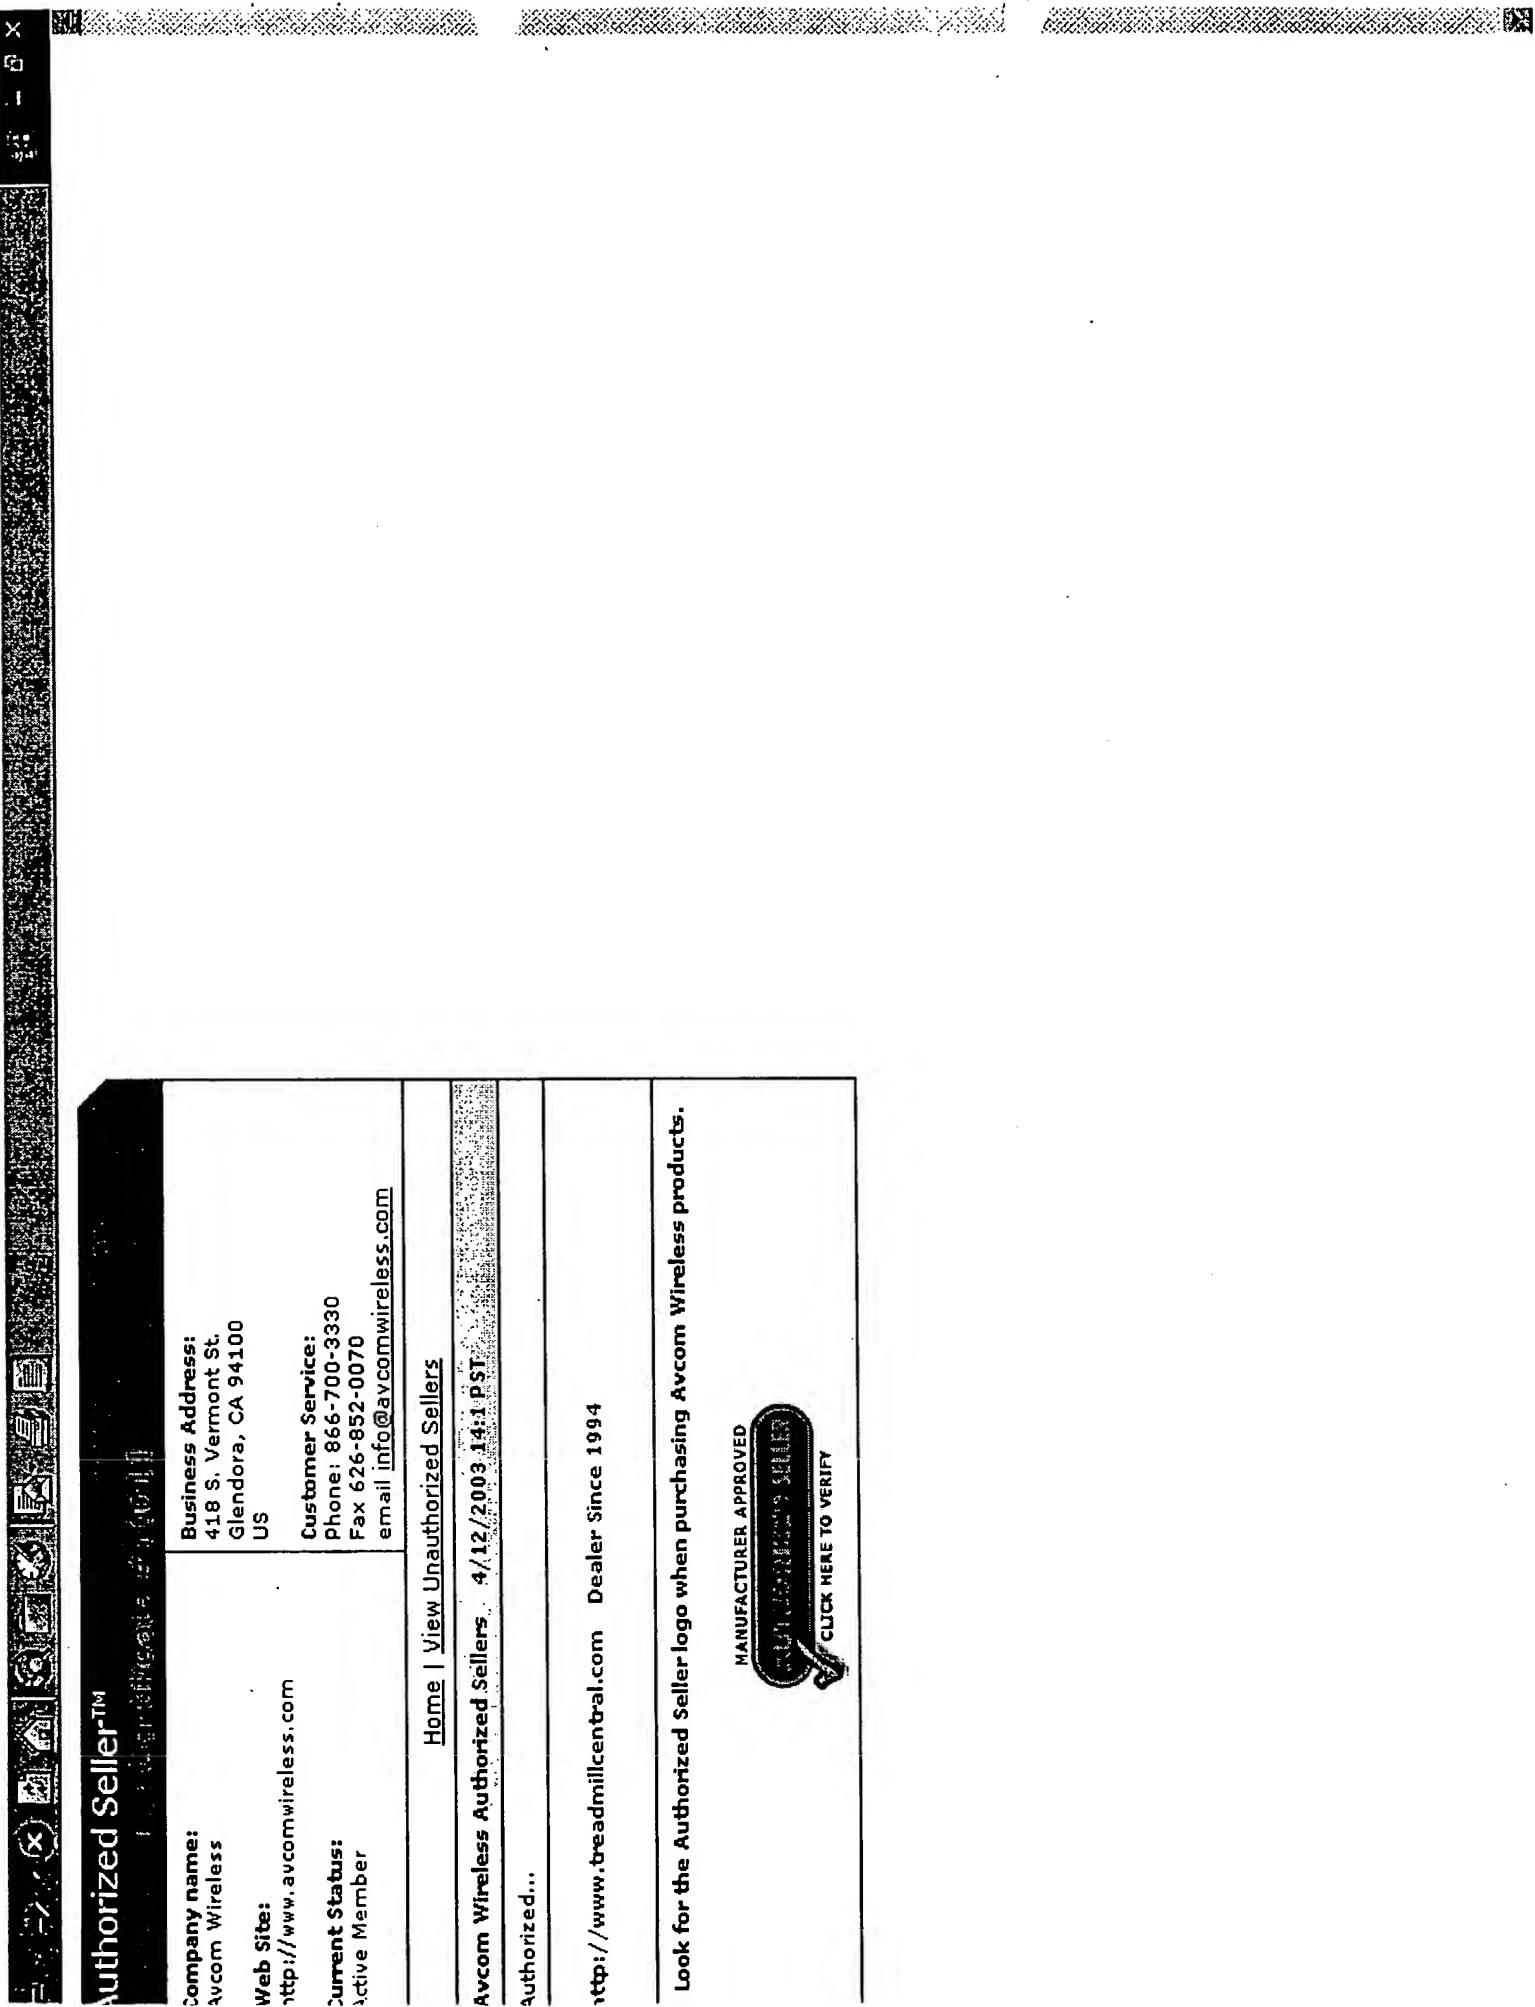 Authorized Seller™
Company name:
Avcom Wireless
Web Site:
http://www.avcomwireless.com
Current Status:
Active Member
Business Address:
418 S. Vermont St.
Glendora, CA 94100
US
Customer Service:
Phone: 866-700-3330
Fax 626-852-0070
email info@avcomwireless.com
Home | View Unauthorized Sellers
Avcom Wireless Authorized Sellers 4/12/2003 14:1 PST
Authorized...
http://www.treadmillcentral.com Dealer Since 1994
Look for the Authorized Seller logo when purchasing Avcom Wireless products.
MANUFACTURER APPROVED
AUTHORIZED SELLER
CLICK HERE TO VERIFY